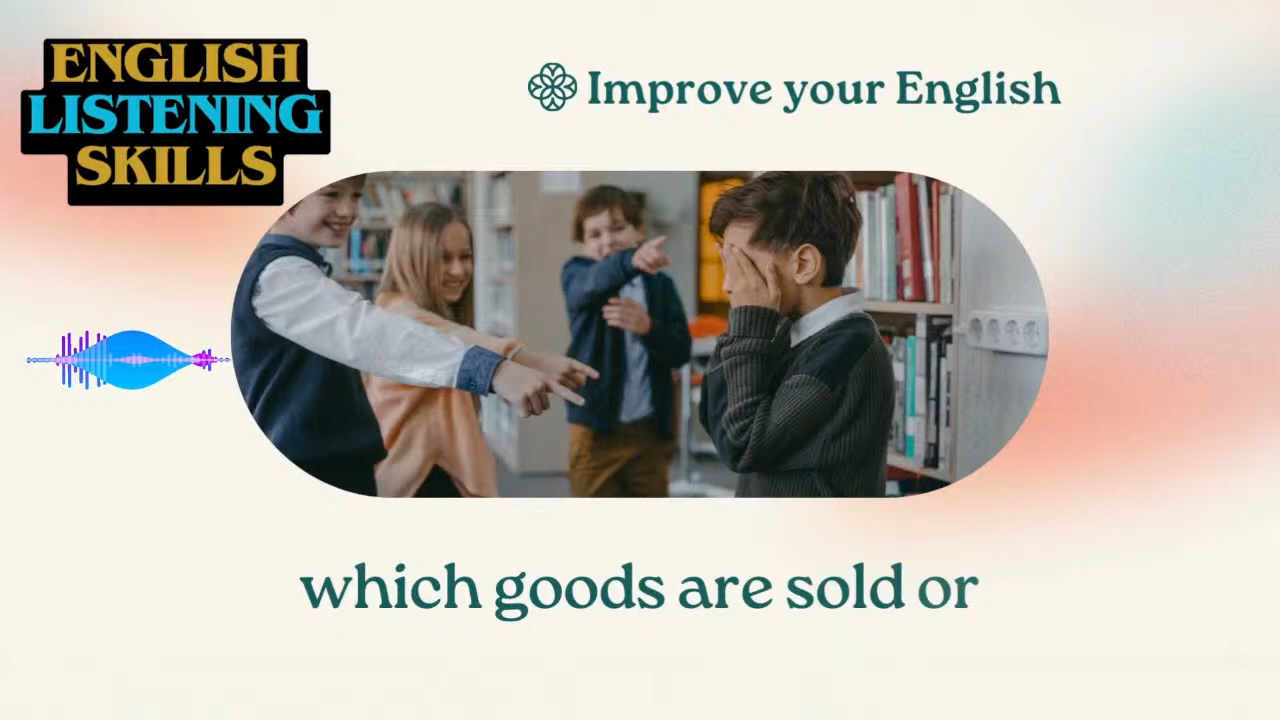 ENGLISH
LISTENING
SKILLS
Improve your English
which goods are sold or